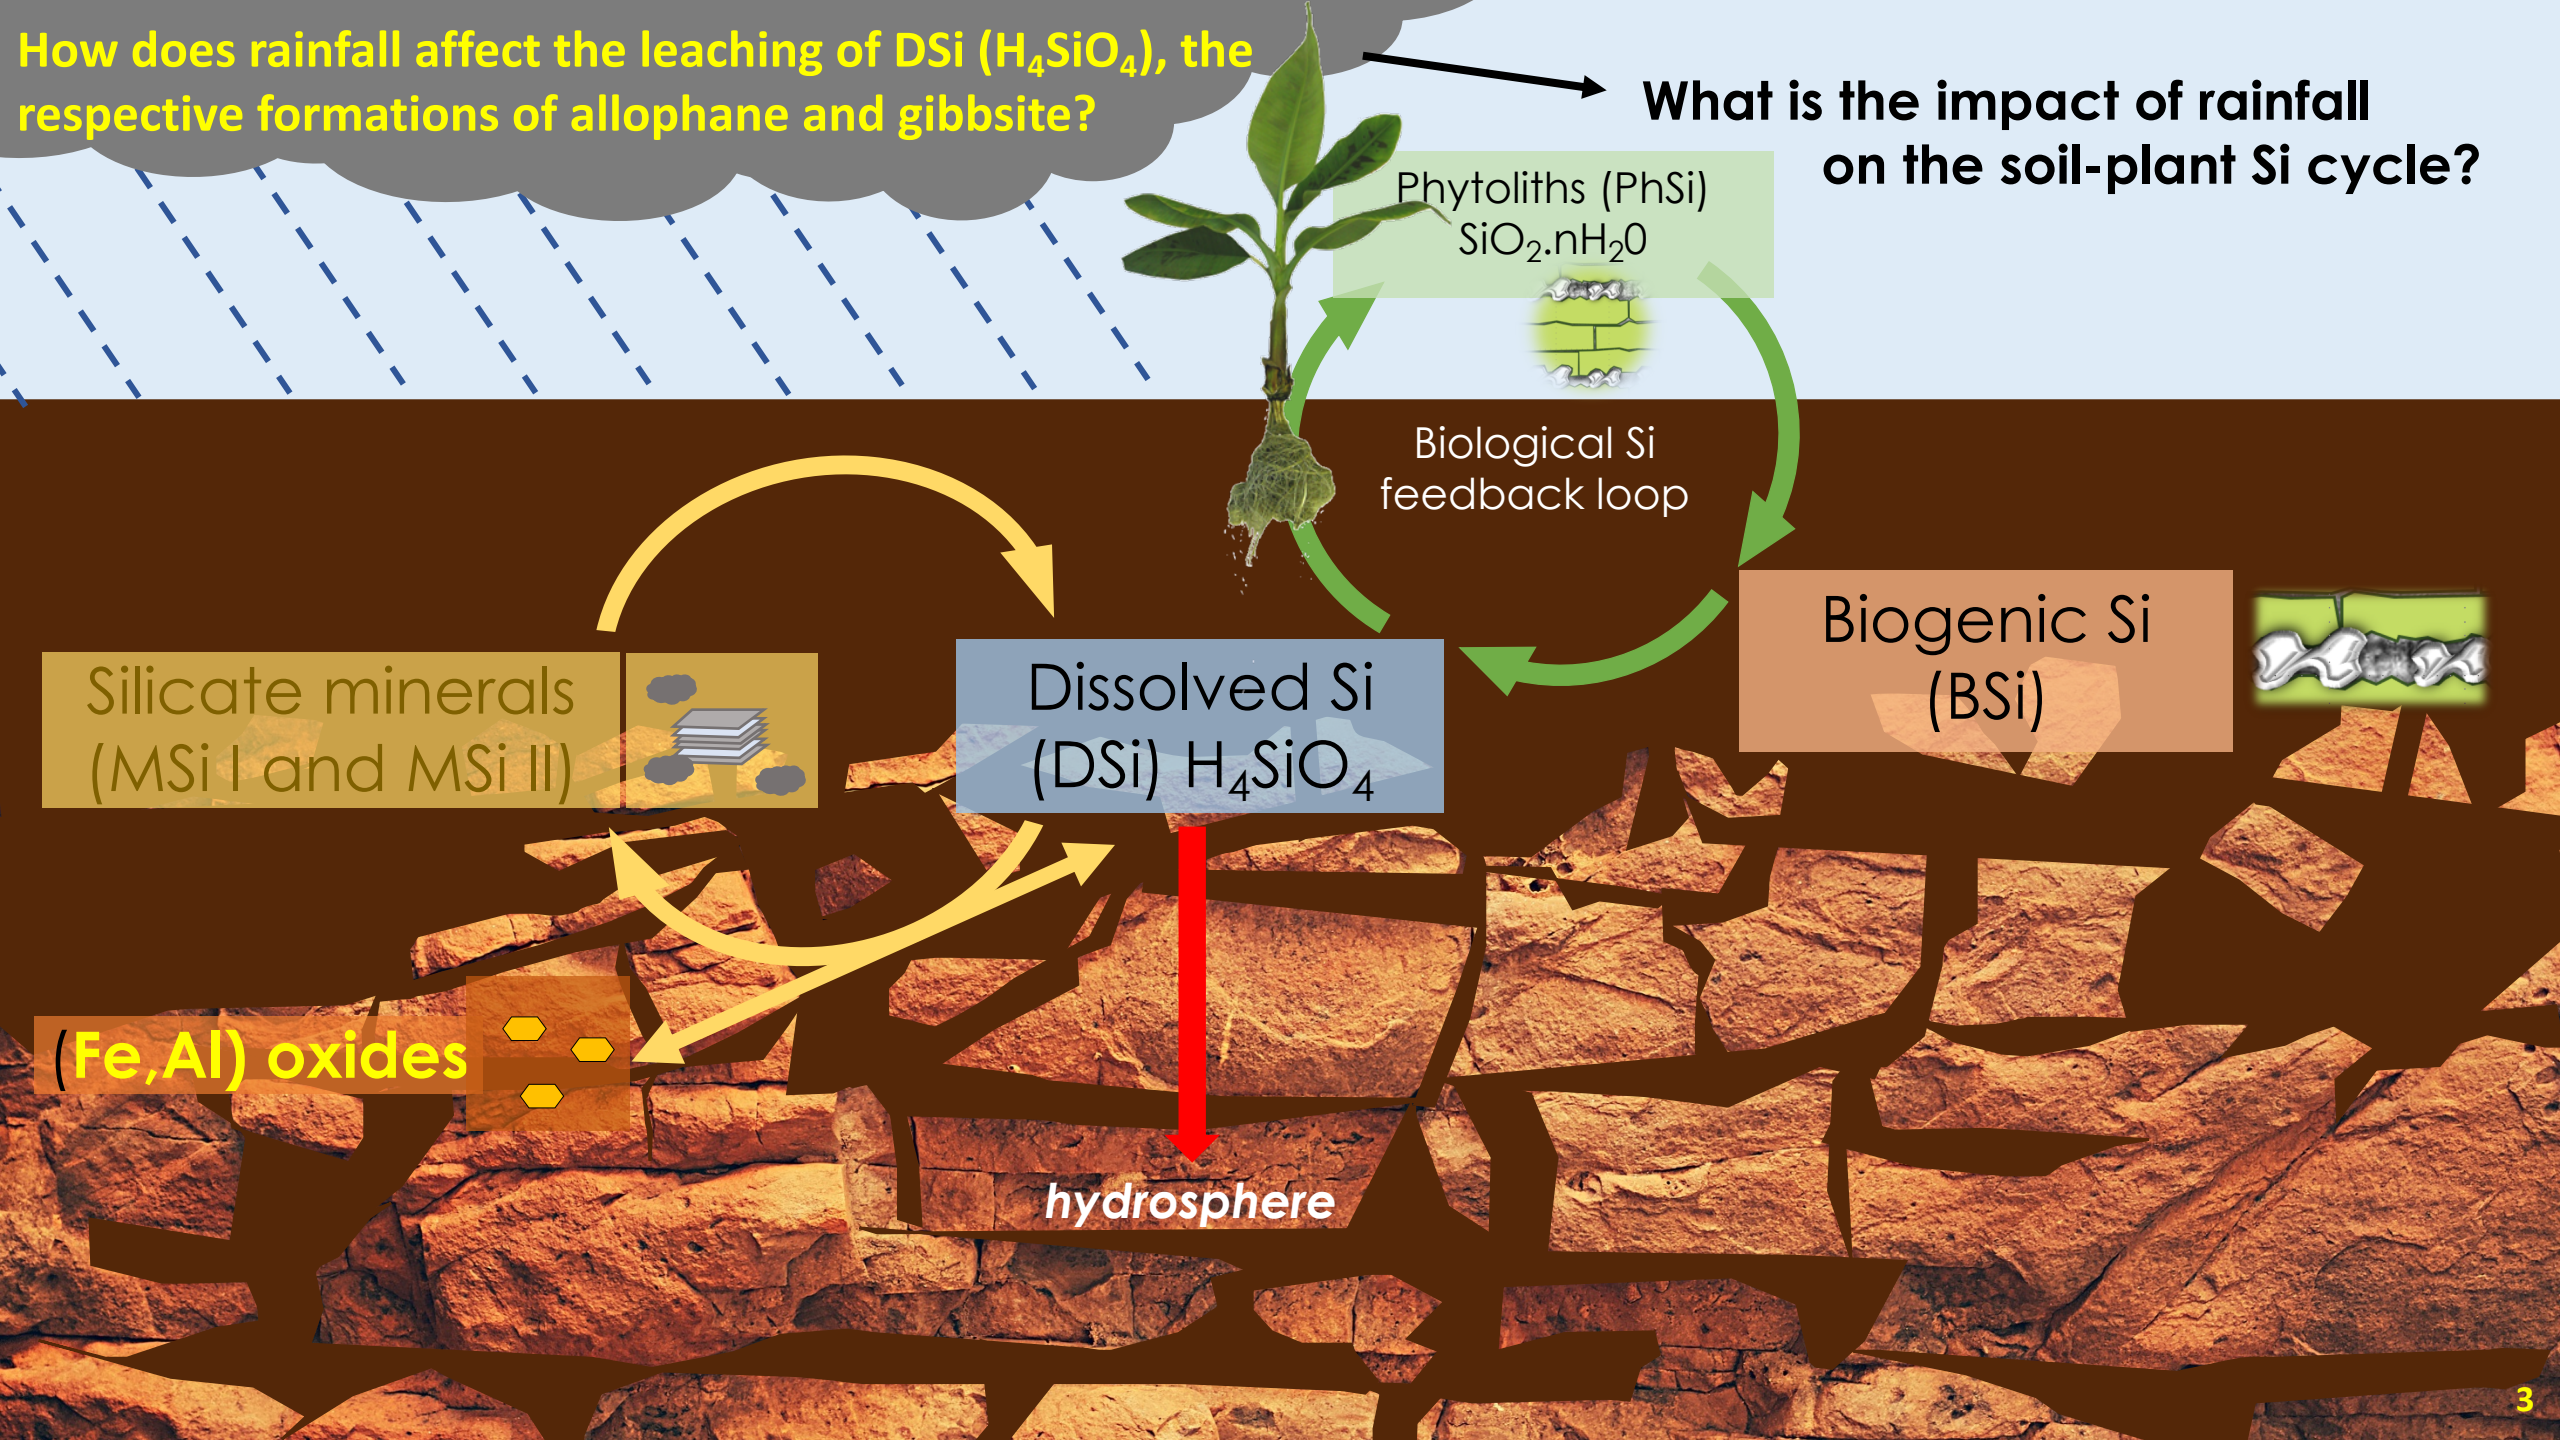 How does rainfall affect the leaching of DSi (H₄SiO₄), the
respective formations of allophane and gibbsite?
What is the impact of rainfall
on the soil-plant Si cycle?
Phytoliths (PhSi)
SiO₂.nH₂0
Biological Si
feedback loop
Silicate minerals
(MSi I and MSi II)
Dissolved Si
(DSi) H₄SiO₄
Biogenic Si
(BSi)
(Fe,Al) oxides
hydrosphere
3